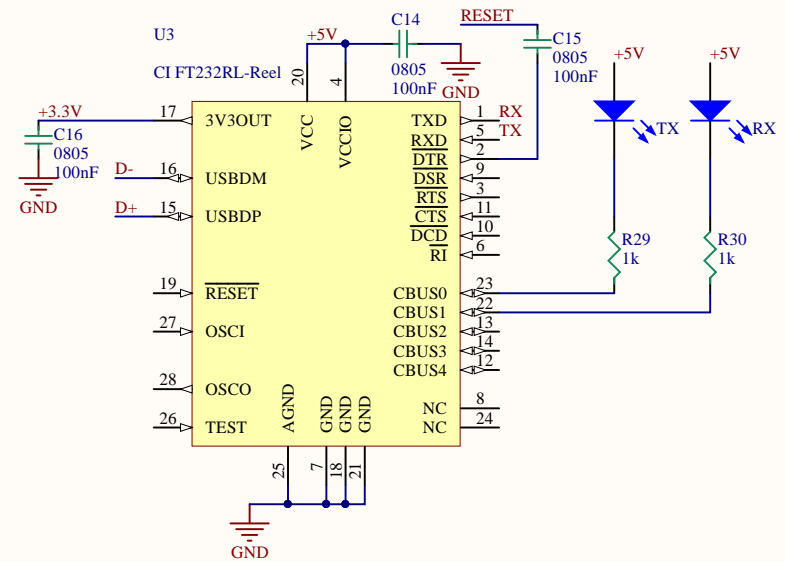 U3
CI FT232RL-Reel
+5V
C14
0805
100nF
GND
RESET
C15
0805
100nF
+5V
+5V
TX
RX
R29
1k
R30
1k
+3.3V
C16
0805
100nF
GND
D-
D+
20
4
VCC
VCCIO
17
3V3OUT
16
USBDM
15
USBDP
19
RESET
27
OSCI
28
OSCO
26
TEST
TXD
1
RX
RXD
5
TX
DTR
2
DSR
9
RTS
3
CTS
11
DCD
10
RI
6
CBUS0
23
CBUS1
22
CBUS2
13
CBUS3
14
CBUS4
12
NC
8
NC
24
AGND
GND
GND
GND
25
7
18
21
GND